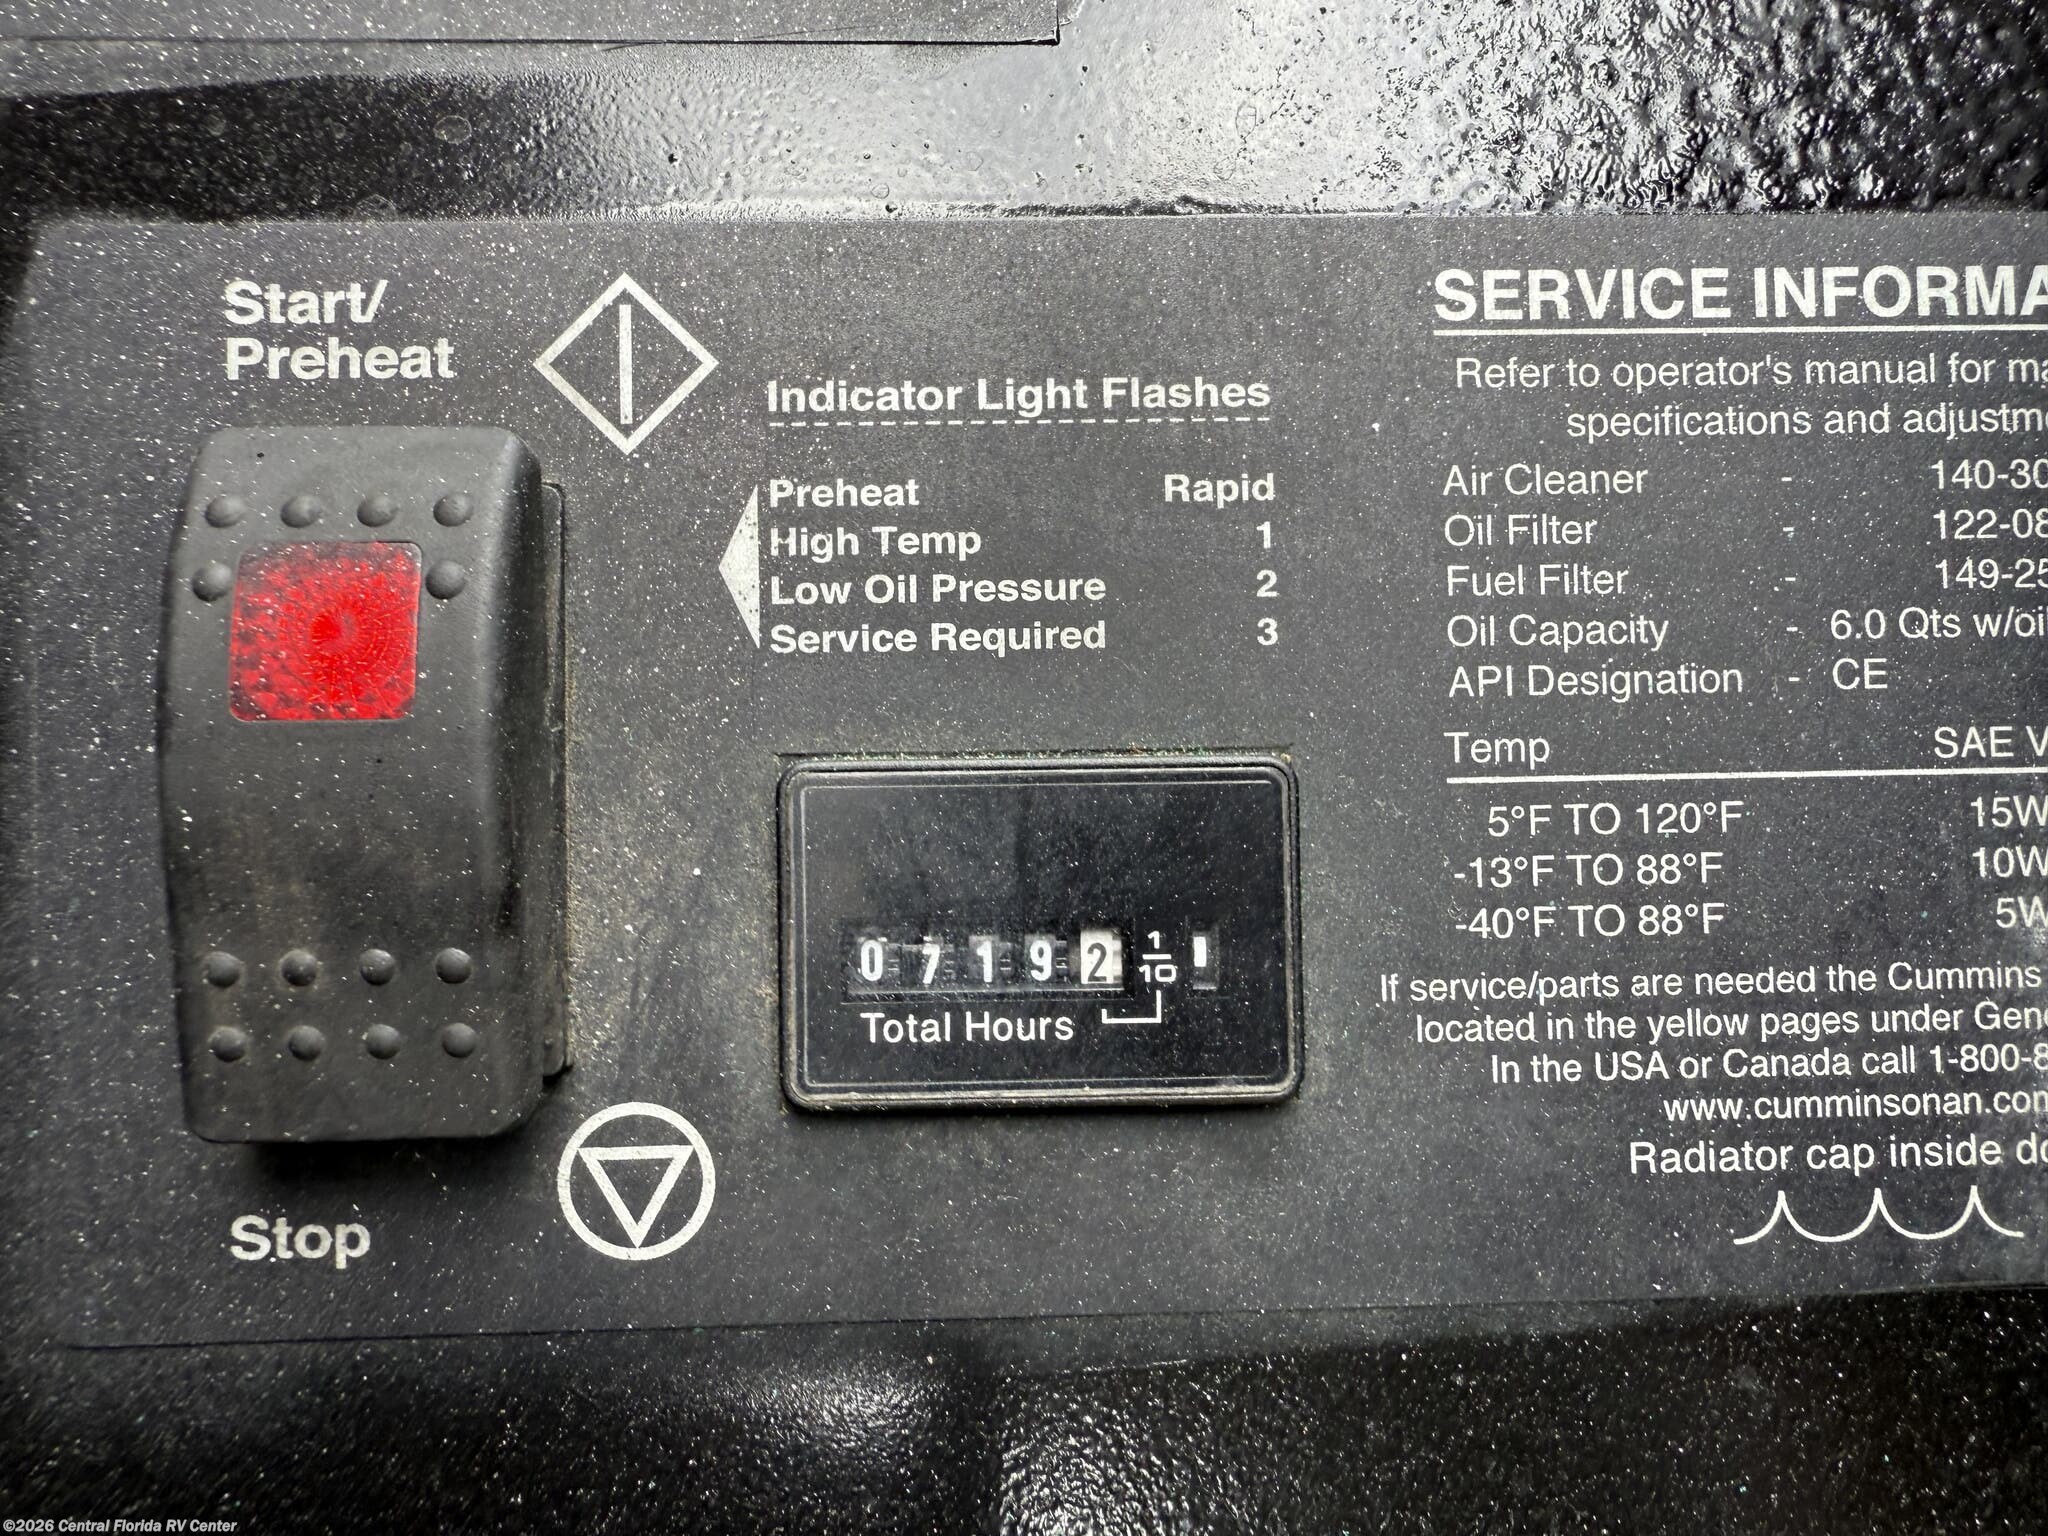 Start/
Preheat
Indicator Light Flashes
Preheat Rapid
High Temp 1
Low Oil Pressure 2
Service Required 3
0 7 1 9 2 1/10
Total Hours
Stop
SERVICE INFORMA
Refer to operator's manual for ma
specifications and adjustme
Air Cleaner - 140-30
Oil Filter - 122-08
Fuel Filter - 149-25
Oil Capacity - 6.0 Qts w/oil
API Designation - CE
Temp SAE V
5°F TO 120°F 15W
-13°F TO 88°F 10W
-40°F TO 88°F 5W
If service/parts are needed the Cummins
located in the yellow pages under Gene
In the USA or Canada call 1-800-8
www.cumminsonan.com
Radiator cap inside do
©2026 Central Florida RV Center